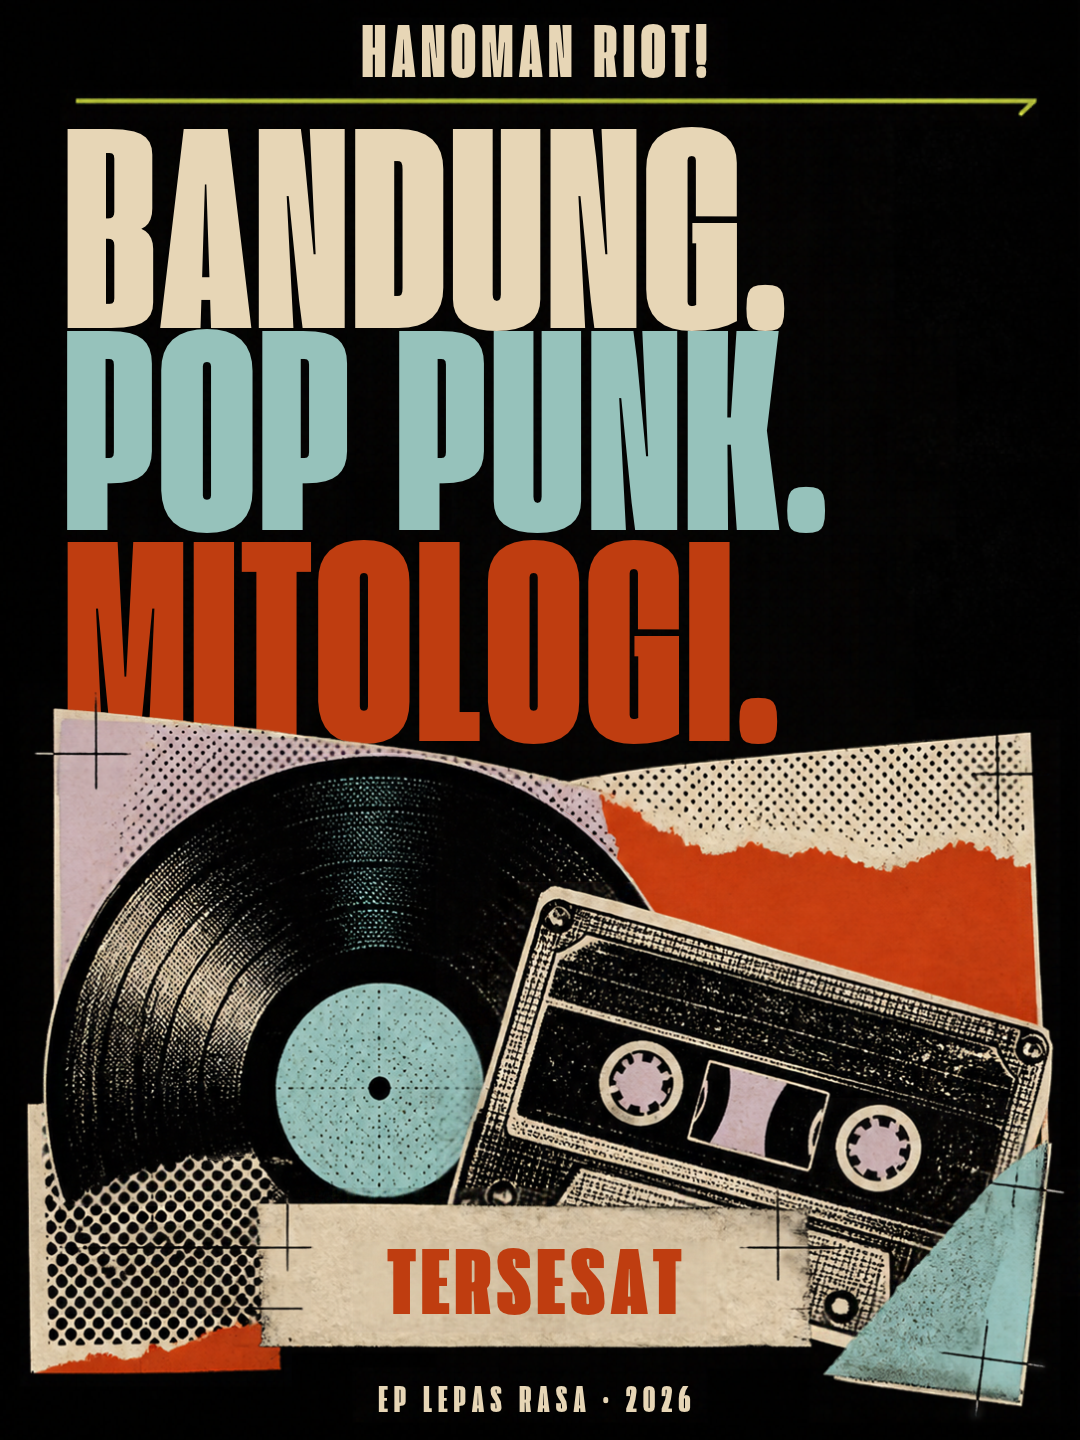 HANOMAN RIOT!
BANDUNG.
POP PUNK.
MITOLOGI.
TERSESAT
EP LEPAS RASA · 2026